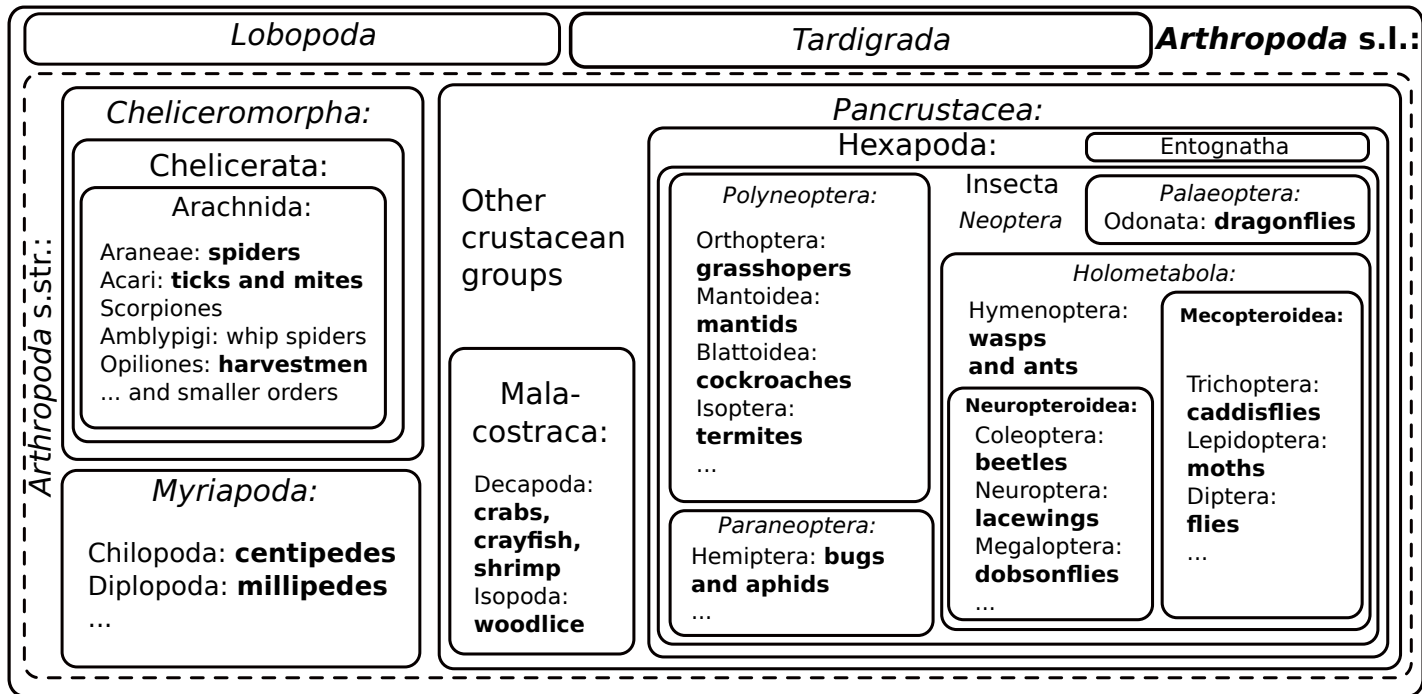 Lobopoda
Tardigrada
Arthropoda s.l.:
Arthropoda s.str.:
Cheliceromorpha:
Chelicerata:
Arachnida:
Araneae: spiders
Acari: ticks and mites
Scorpiones
Amblypigi: whip spiders
Opiliones: harvestmen
... and smaller orders
Myriapoda:
Chilopoda: centipedes
Diplopoda: millipedes
...
Pancrustacea:
Other
crustacean
groups
Mala-
costraca:
Decapoda:
crabs,
crayfish,
shrimp
Isopoda:
woodlice
Hexapoda:
Entognatha
Insecta
Neoptera
Polyneoptera:
Orthoptera:
grasshopers
Mantoidea:
mantids
Blattoidea:
cockroaches
Isoptera:
termites
...
Paraneoptera:
Hemiptera: bugs
and aphids
...
Palaeoptera:
Odonata: dragonflies
Holometabola:
Hymenoptera:
wasps
and ants
Neuropteroidea:
Coleoptera:
beetles
Neuroptera:
lacewings
Megaloptera:
dobsonflies
...
Mecopteroidea:
Trichoptera:
caddisflies
Lepidoptera:
moths
Diptera:
flies
...